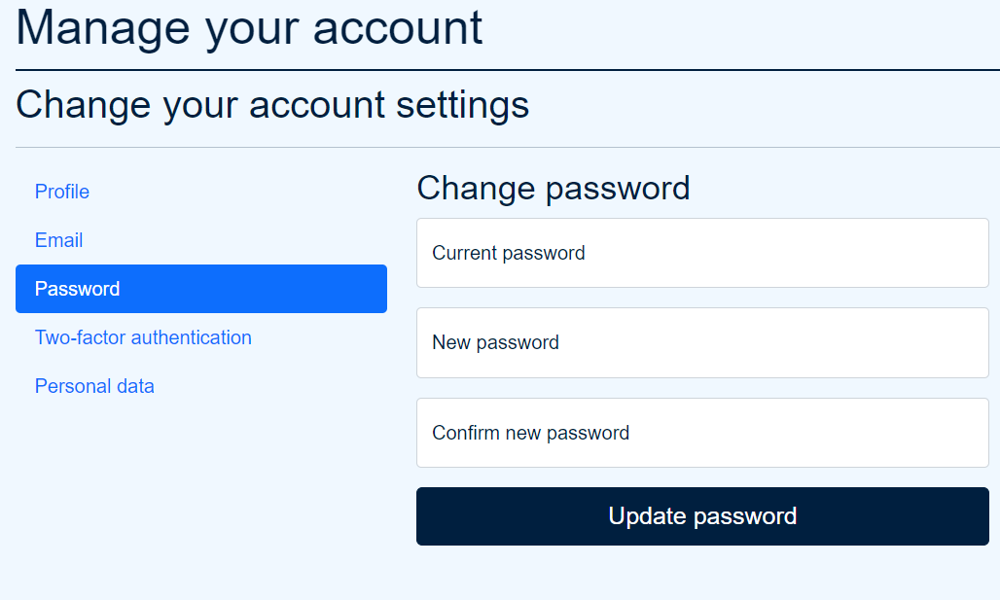 Manage your account
Change your account settings
Profile
Email
Password
Two-factor authentication
Personal data
Change password
Current password
New password
Confirm new password
Update password